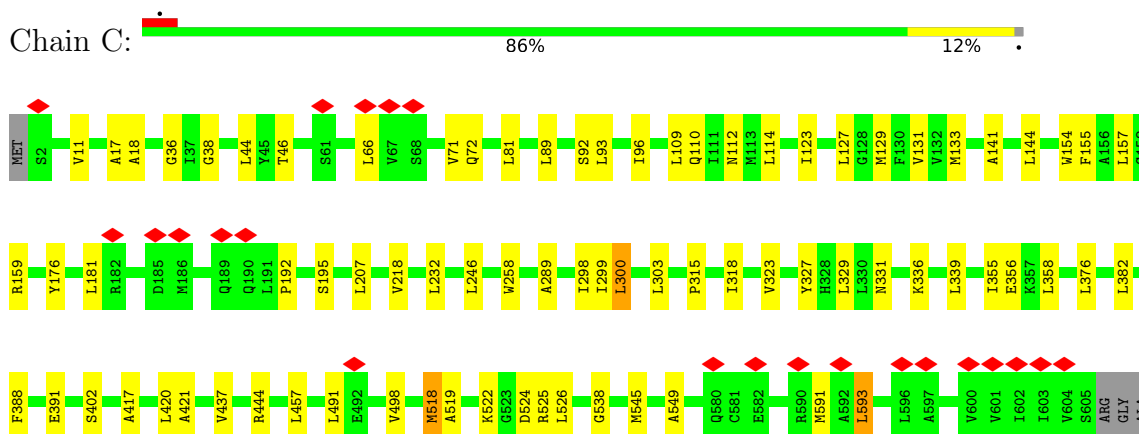 Chain C:
86% 12%
MET S2 V11 A17 A18 G36 I37 G38 L44 Y45 T46 S61 L66 V67 S68 V71 Q72 L81 L89 S92 L93 I96 L109 Q110 I111 N112 M113 L114 I123 L127 G128 M129 F130 V131 V132 M133 A141 L144 W154 F155 A156 L157
R159 Y176 L181 R182 D185 M186 Q189 Q190 L191 P192 S195 L207 V218 L232 L246 W258 A289 I298 I299 L300 L303 P315 I318 V323 Y327 H328 L329 L330 N331 K336 L339 I355 E356 K357 L358 L376 L382
F388 E391 S402 A417 L420 A421 V437 R444 L457 L491 E492 V498 M518 A519 K522 G523 D524 R525 L526 G538 M545 A549 Q580 C581 E582 R590 M591 A592 L593 L596 A597 V600 V601 I602 I603 V604 S605 ARG GLY